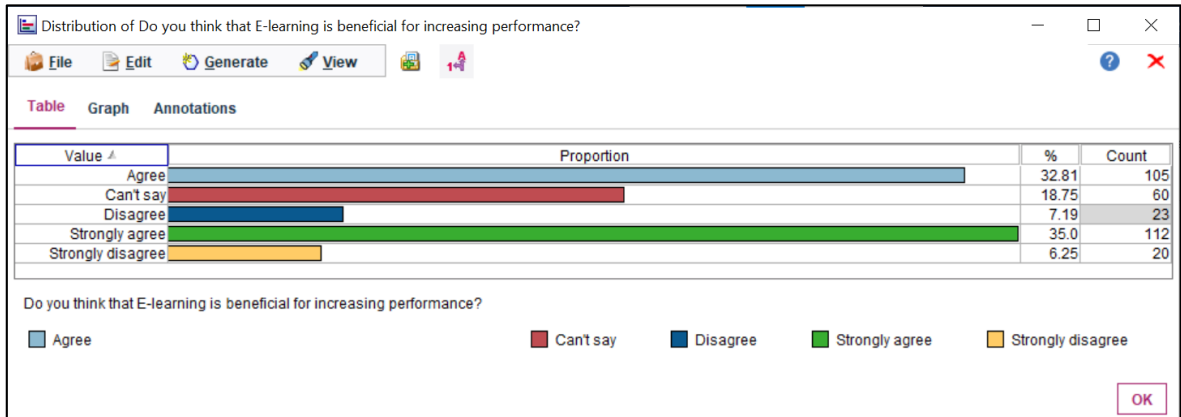 Distribution of Do you think that E-learning is beneficial for increasing performance?
File Edit Generate View
Table Graph Annotations
Value Proportion % Count
Agree 32.81 105
Can't say 18.75 60
Disagree 7.19 23
Strongly agree 35.0 112
Strongly disagree 6.25 20
Do you think that E-learning is beneficial for increasing performance?
Agree Can't say Disagree Strongly agree Strongly disagree
OK